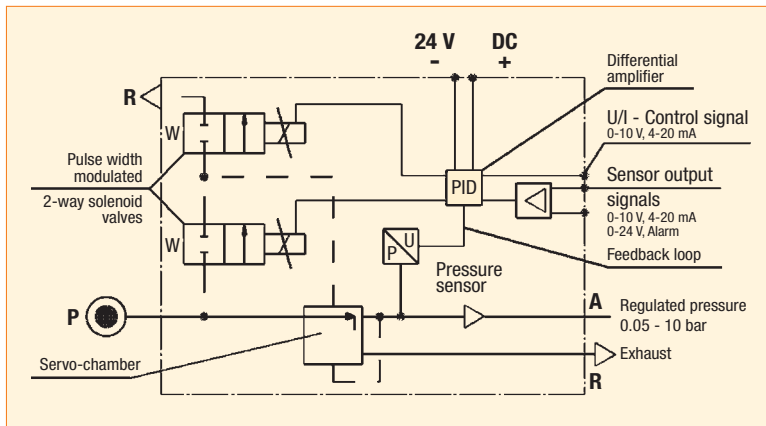 24 V DC
- +
Differential
amplifier
R
U/I - Control signal
0-10 V, 4-20 mA
W
Pulse width
modulated
2-way solenoid
valves
PID
Sensor output
signals
0-10 V, 4-20 mA
0-24 V, Alarm
W
U
P
Feedback loop
Pressure
sensor
P
A
Regulated pressure
0.05 - 10 bar
Servo-chamber
Exhaust
R